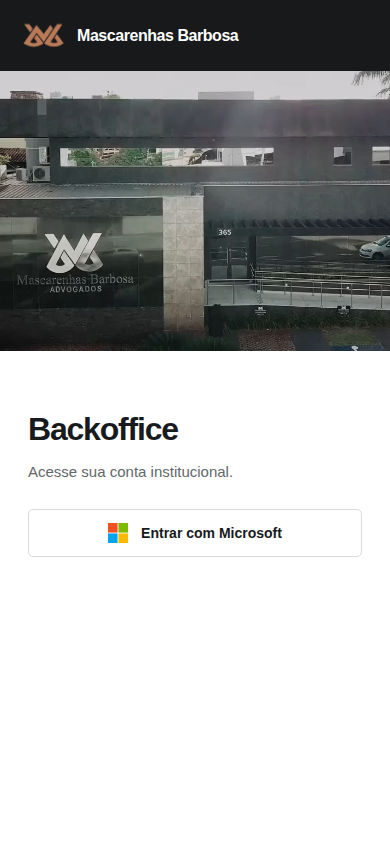 Mascarenhas Barbosa
365
Mascarenhas Barbosa
ADVOGADOS
Backoffice
Acesse sua conta institucional.
Entrar com Microsoft